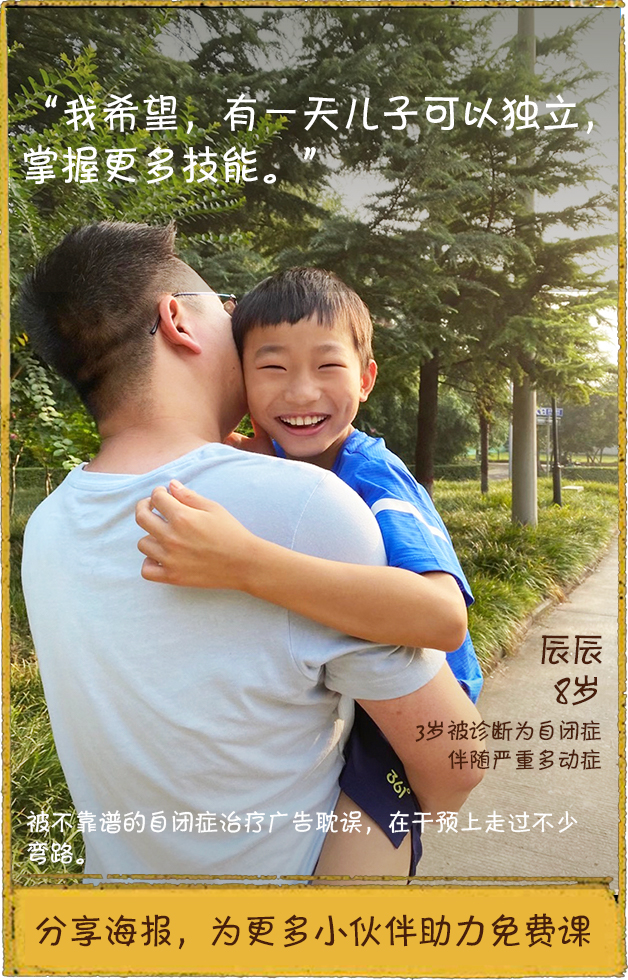 “我希望，有一天儿子可以独立，
掌握更多技能。”
辰辰
8岁
3岁被诊断为自闭症
伴随严重多动症
361°
被不靠谱的自闭症治疗广告耽误，在干预上走过不少
弯路。
分享海报，为更多小伙伴助力免费课